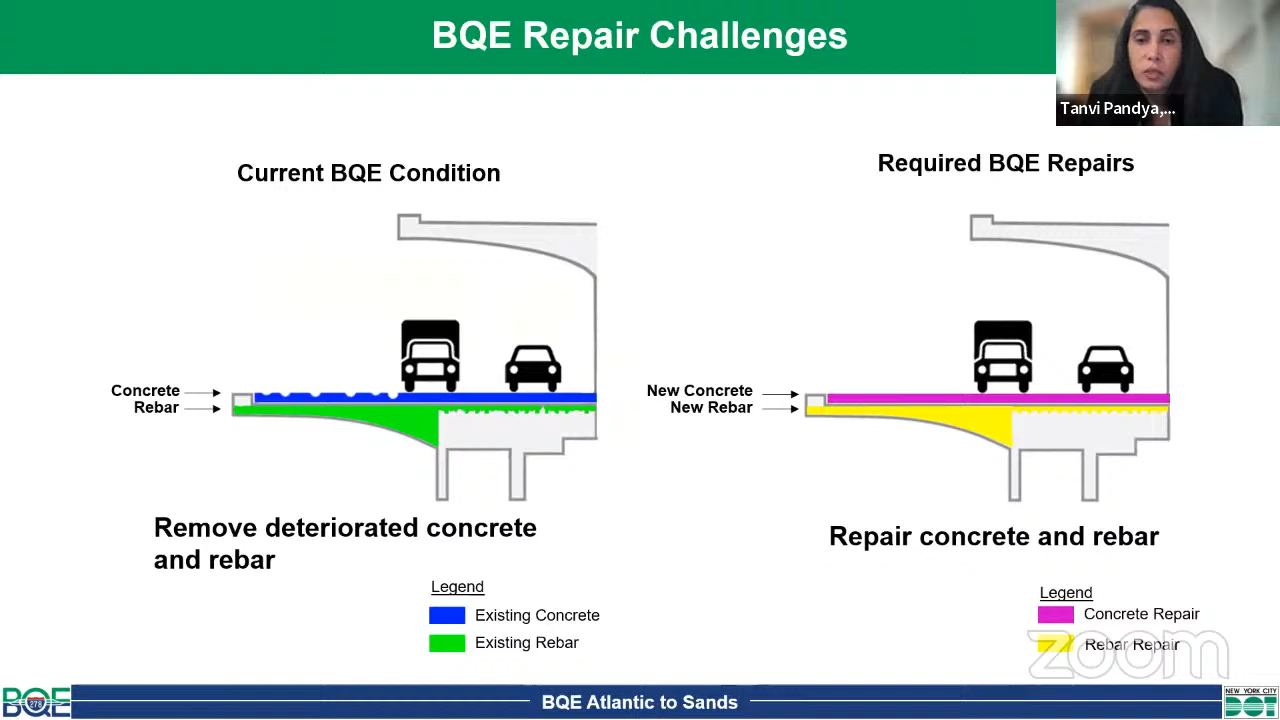 BQE Repair Challenges
Tanvi Pandya,...
Current BQE Condition
Required BQE Repairs
Concrete
Rebar
New Concrete
New Rebar
Remove deteriorated concrete
and rebar
Repair concrete and rebar
Legend
Existing Concrete
Existing Rebar
Legend
Concrete Repair
Rebar Repair
zoom
BQE
278
BQE Atlantic to Sands
NEW YORK CITY
DOT